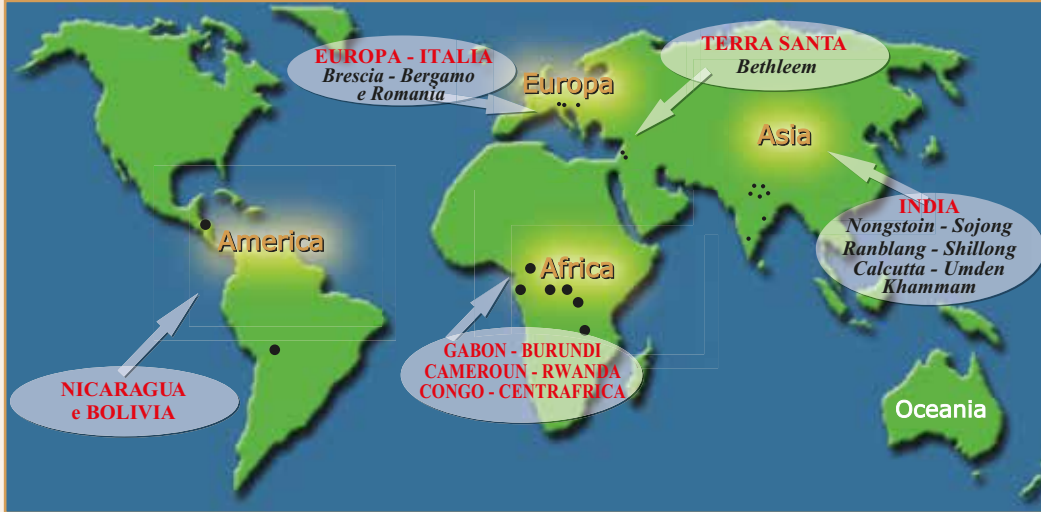 EUROPA - ITALIA
Brescia - Bergamo
e Romania
Europa
TERRA SANTA
Bethleem
Asia
INDIA
Nongstoin - Sojong
Ranblang - Shillong
Calcutta - Umden
Khammam
America
Africa
GABON - BURUNDI
CAMEROUN - RWANDA
CONGO - CENTRAFRICA
NICARAGUA
e BOLIVIA
Oceania